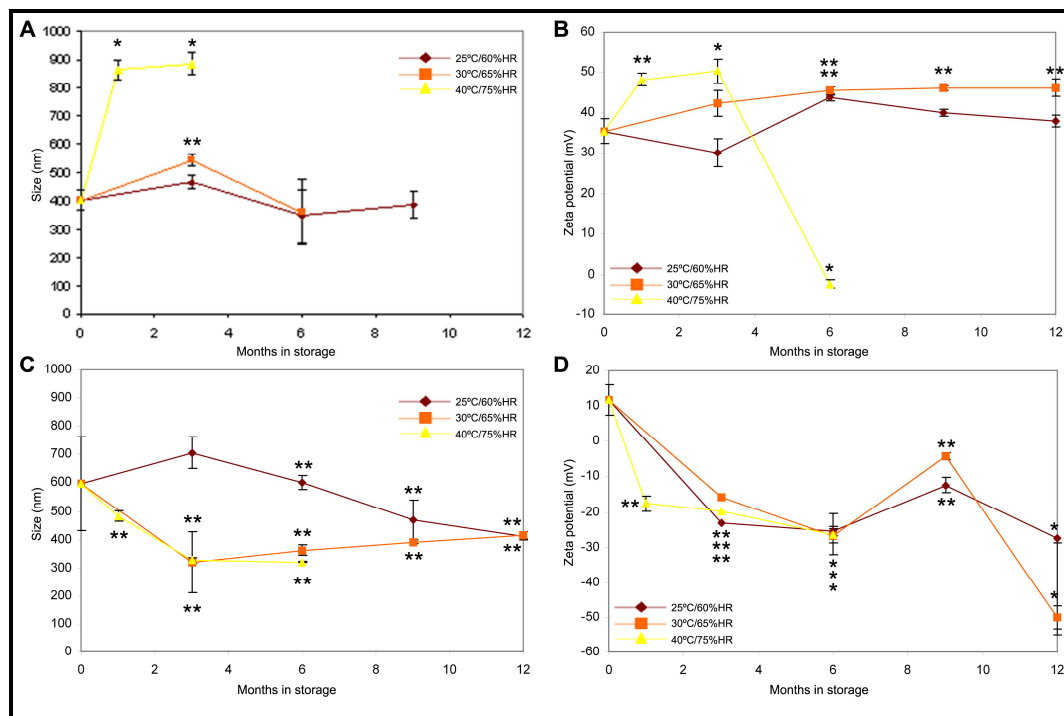 A
1000
900
800
700
600
500
400
300
200
100
0
Size (nm)
0 2 4 6 8 10 12
Months in storage
* *
**
25ºC/60%HR
30ºC/65%HR
40ºC/75%HR
B
60
50
40
30
20
10
0
-10
Zeta potential (mV)
0 2 4 6 8 10 12
Months in storage
** * ** ** **
**
*
25ºC/60%HR
30ºC/65%HR
40ºC/75%HR
C
1000
900
800
700
600
500
400
300
200
100
0
Size (nm)
0 2 4 6 8 10 12
Months in storage
25ºC/60%HR
30ºC/65%HR
40ºC/75%HR
**
**
** ** ** **
** ** **
**
D
20
10
0
-10
-20
-30
-40
-50
-60
Zeta potential (mV)
0 2 4 6 8 10 12
Months in storage
**
** **
** *
**
** *
*
*
*
25ºC/60%HR
30ºC/65%HR
40ºC/75%HR